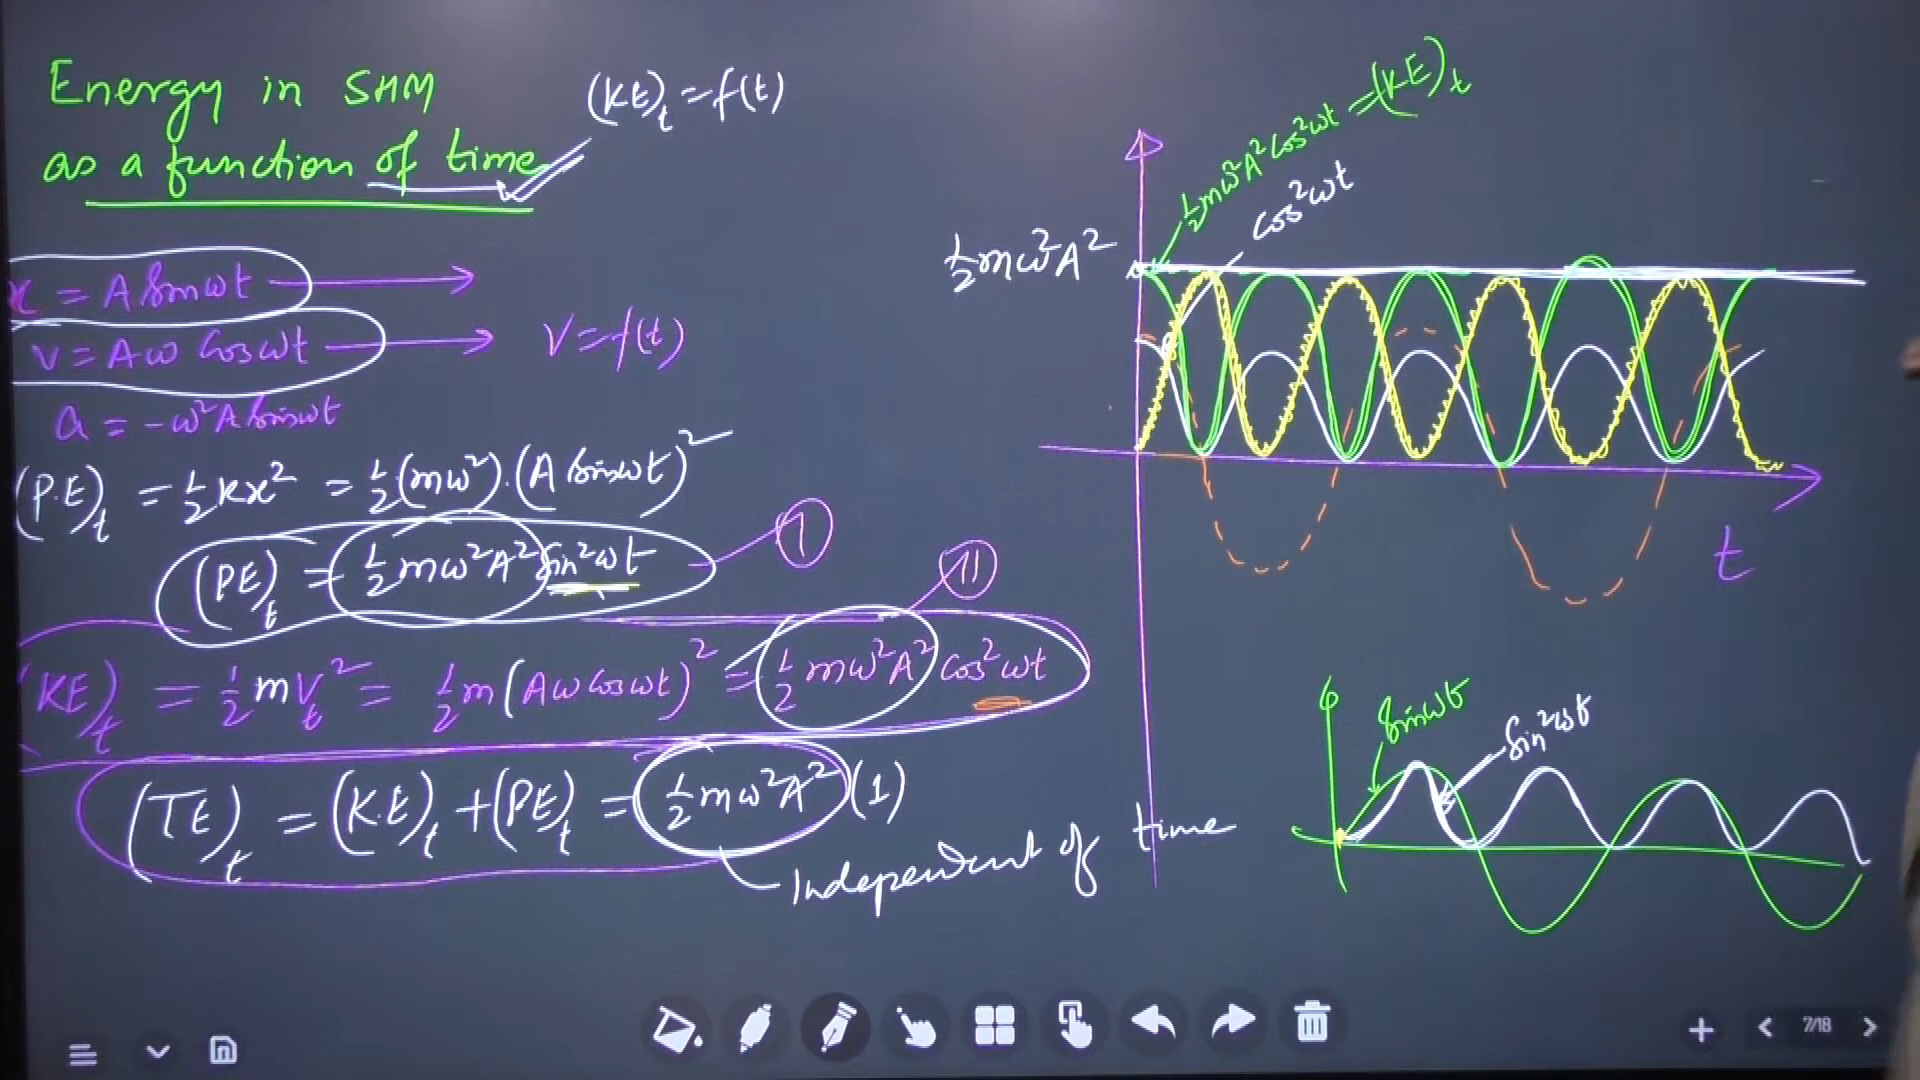 Energy in SHM
as a function of time
(KE)t = f(t)
x = A sinωt
v = Aω cosωt
V = f(t)
a = -ω²A sinωt
(P.E)t = ½kx² = ½(mω²).(A sinωt)²
(PE)t = ½mω²A² sin²ωt
I
II
KE)t = ½mVt² = ½m(Aω cosωt)² = ½mω²A² cos²ωt
(TE)t = (K.E)t + (PE)t = ½mω²A² (1)
Independent of time
½mω²A² cos²ωt = (KE)t
cos²ωt
½mω²A²
t
sinωt
sin²ωt
7/18